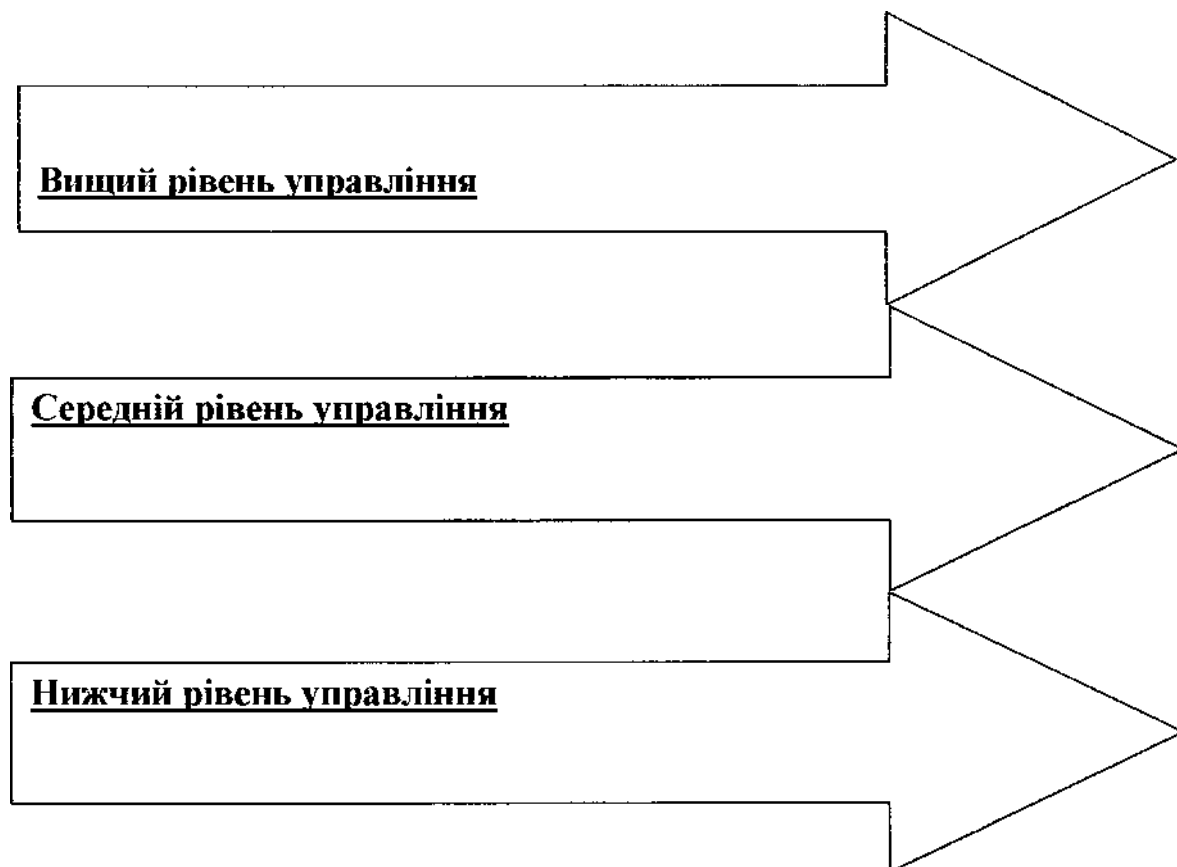 Вищий рівень управління
Середній рівень управління
Нижчий рівень управління